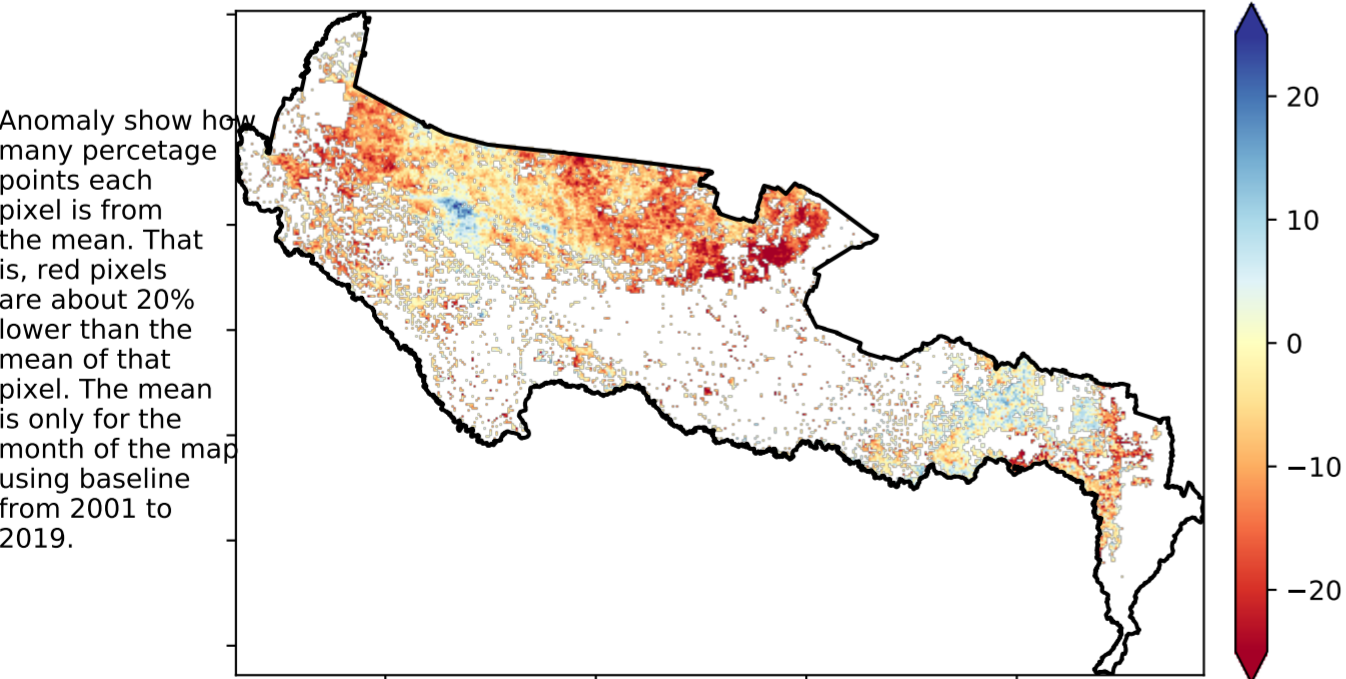 Anomaly show how
many percetage
points each
pixel is from
the mean. That
is, red pixels
are about 20%
lower than the
mean of that
pixel. The mean
is only for the
month of the map
using baseline
from 2001 to
2019.
20
10
0
−10
−20